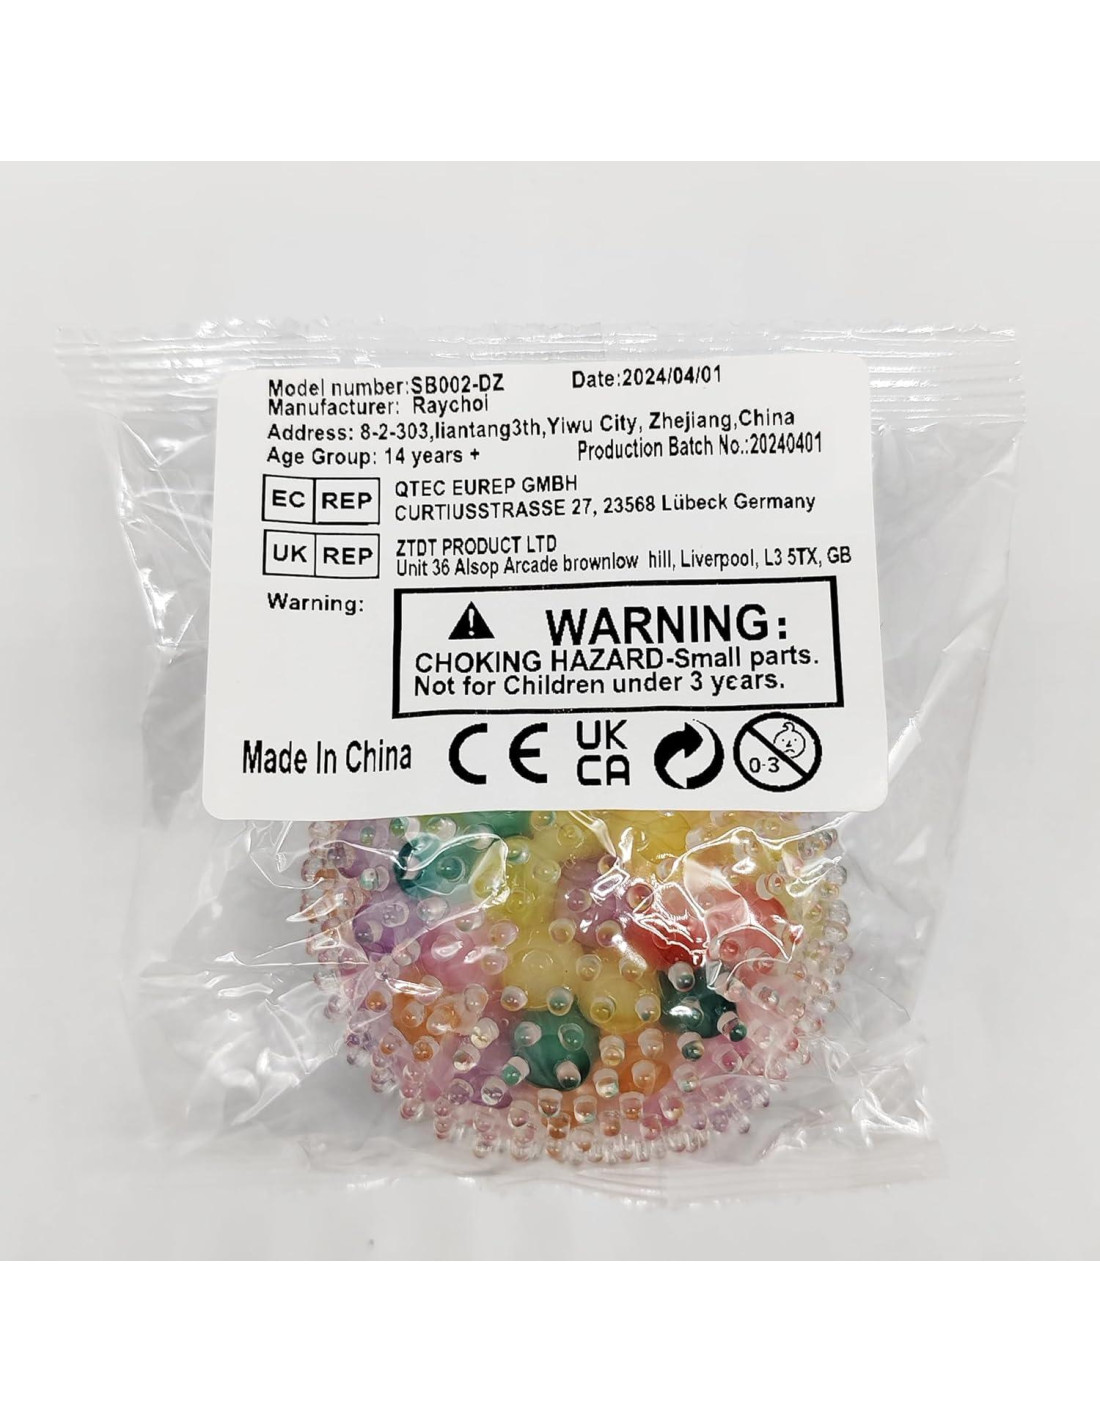 Model number:SB002-DZ Date:2024/04/01
Manufacturer: Raychoi
Address: 8-2-303,liantang3th,Yiwu City, Zhejiang,China
Age Group: 14 years + Production Batch No.:20240401
EC REP QTEC EUREP GMBH
CURTIUSSTRASSE 27, 23568 Lübeck Germany
UK REP ZTDT PRODUCT LTD
Unit 36 Alsop Arcade brownlow hill, Liverpool, L3 5TX, GB
Warning:
WARNING:
CHOKING HAZARD-Small parts.
Not for Children under 3 years.
Made In China CE UK CA 0-3